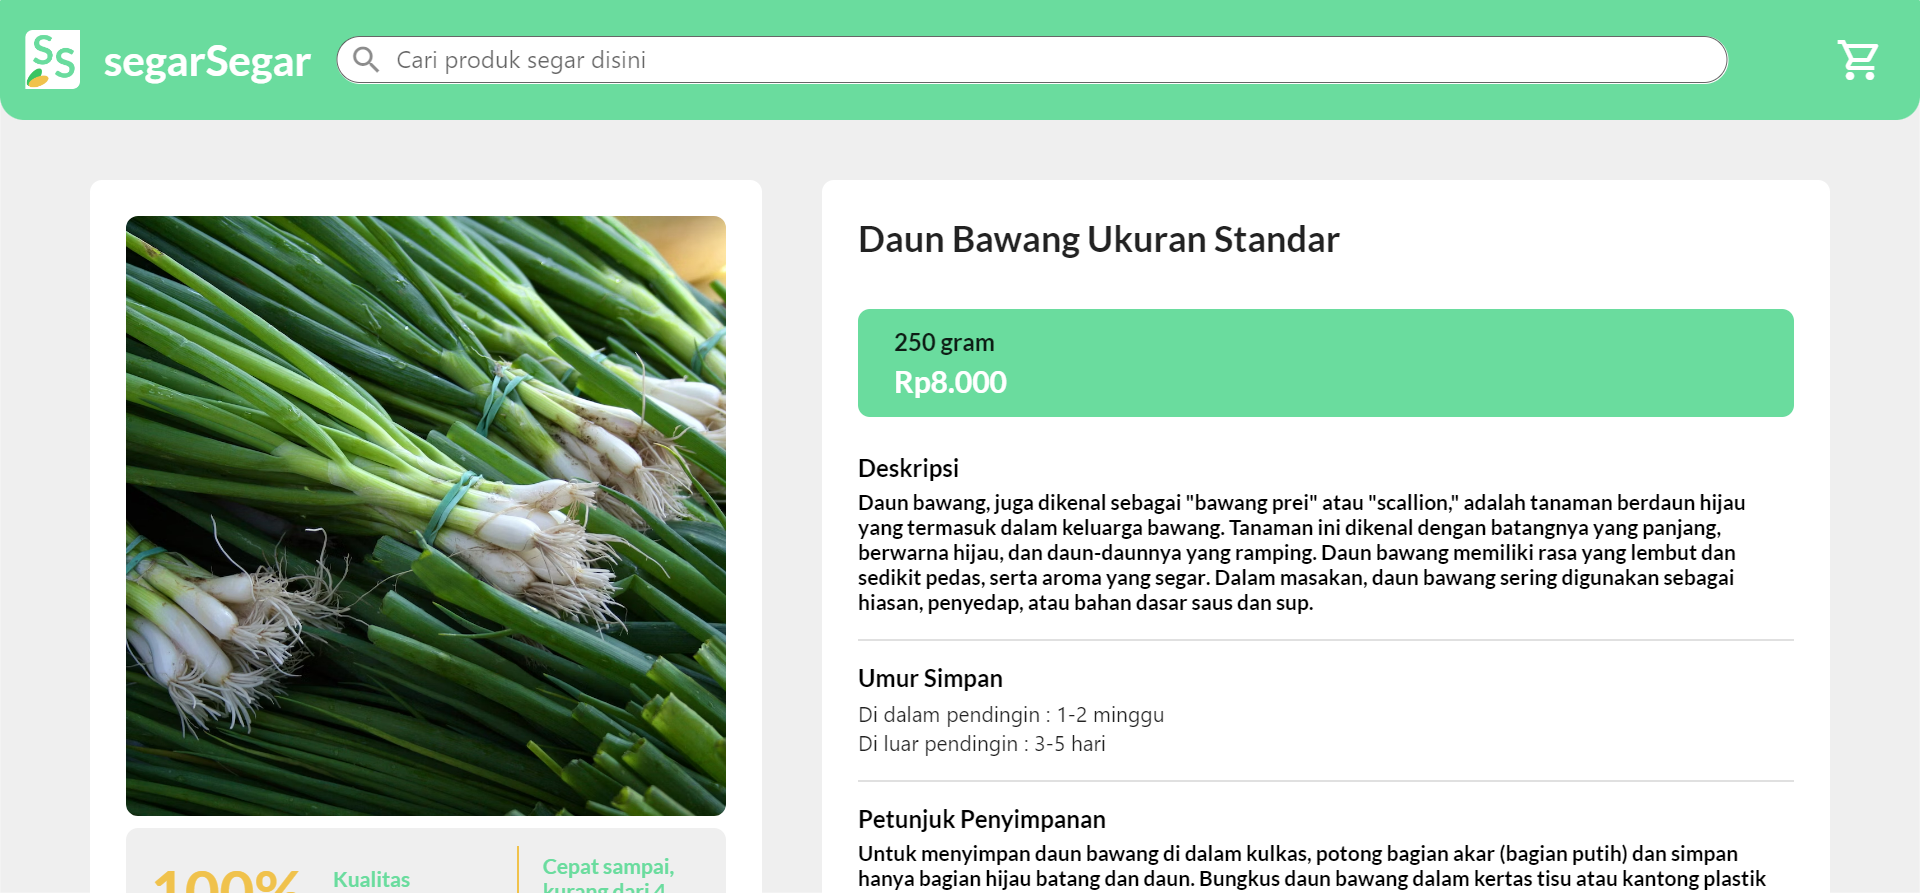 SS segarSegar
Cari produk segar disini
Daun Bawang Ukuran Standar
250 gram
Rp8.000
Deskripsi
Daun bawang, juga dikenal sebagai "bawang prei" atau "scallion," adalah tanaman berdaun hijau
yang termasuk dalam keluarga bawang. Tanaman ini dikenal dengan batangnya yang panjang,
berwarna hijau, dan daun-daunnya yang ramping. Daun bawang memiliki rasa yang lembut dan
sedikit pedas, serta aroma yang segar. Dalam masakan, daun bawang sering digunakan sebagai
hiasan, penyedap, atau bahan dasar saus dan sup.
Umur Simpan
Di dalam pendingin : 1-2 minggu
Di luar pendingin : 3-5 hari
Petunjuk Penyimpanan
Untuk menyimpan daun bawang di dalam kulkas, potong bagian akar (bagian putih) dan simpan
hanya bagian hijau batang dan daun. Bungkus daun bawang dalam kertas tisu atau kantong plastik
100%
Kualitas
Cepat sampai,
kurang dari 4